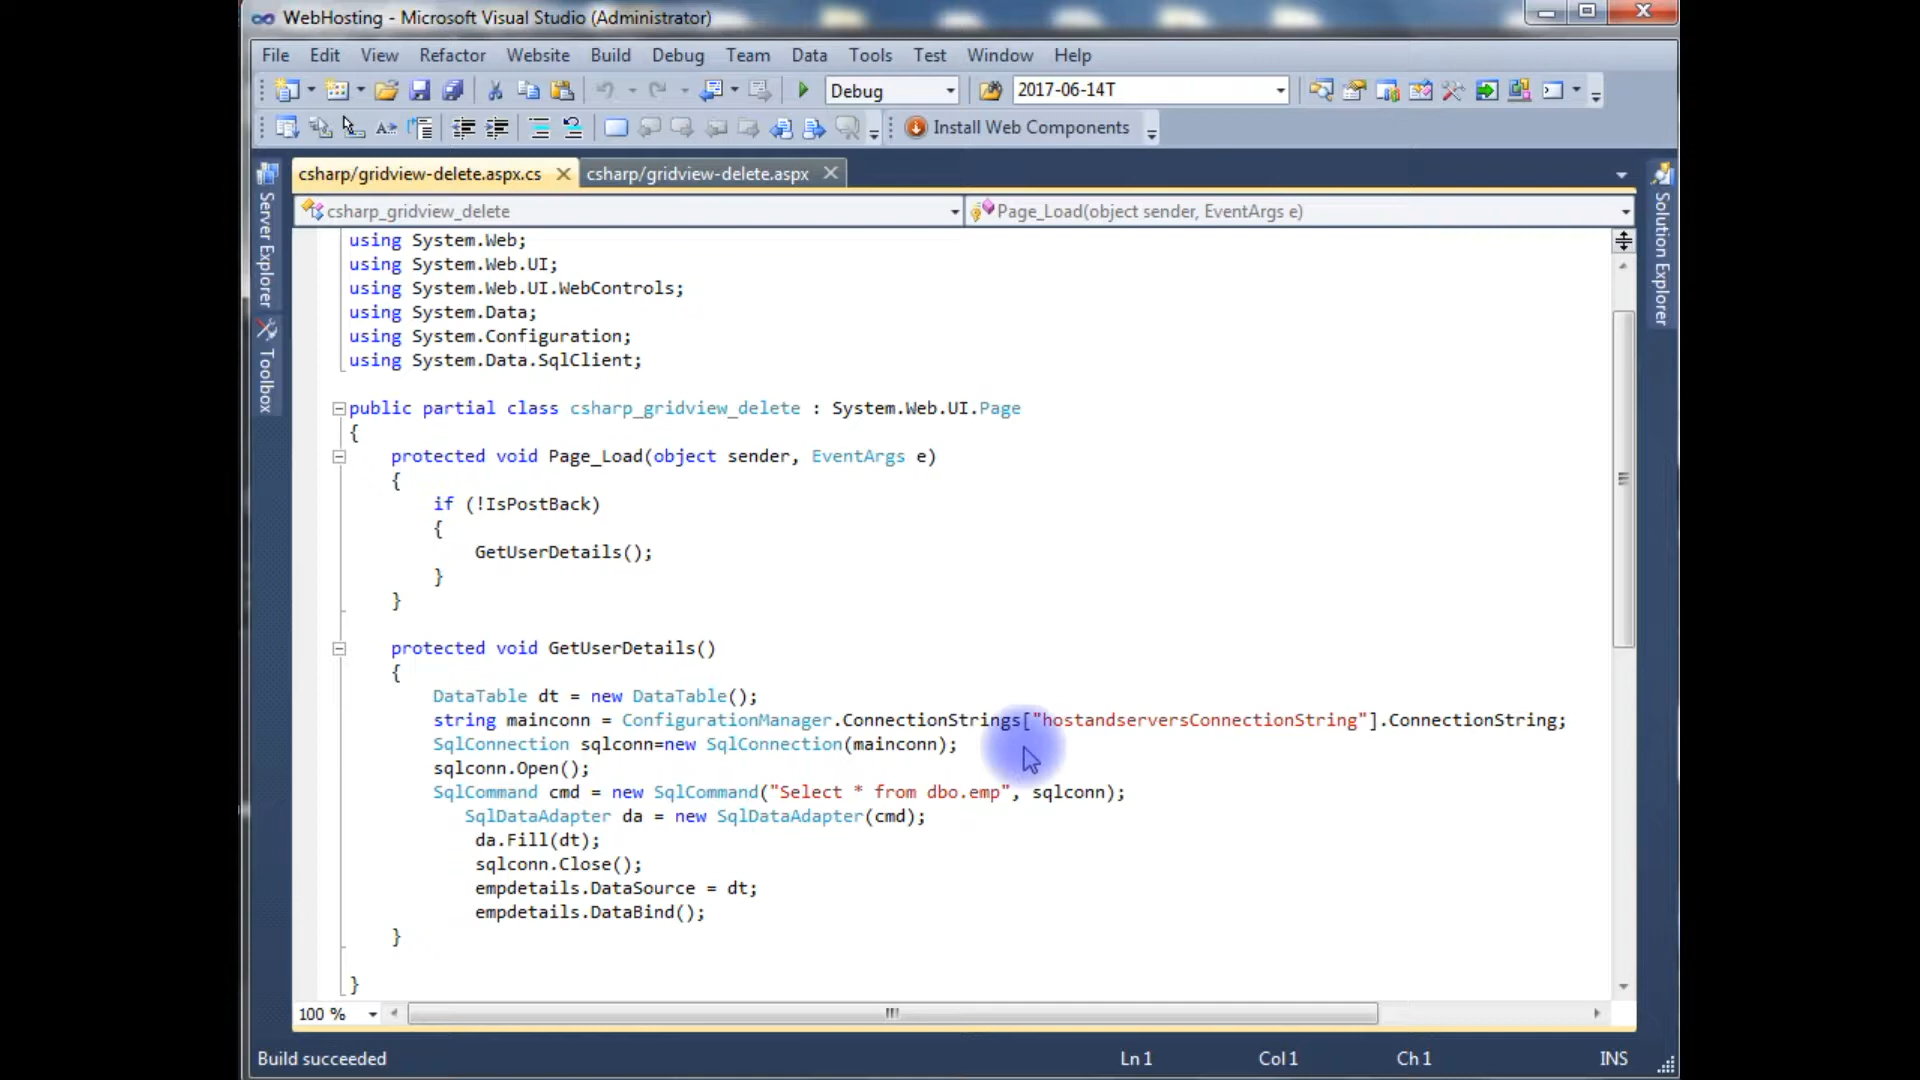 WebHosting - Microsoft Visual Studio (Administrator)
File Edit View Refactor Website Build Debug Team Data Tools Test Window Help
Debug 2017-06-14T
Install Web Components
csharp/gridview-delete.aspx.cs csharp/gridview-delete.aspx
csharp_gridview_delete Page_Load(object sender, EventArgs e)
Server Explorer
Toolbox
Solution Explorer
using System.Web;
using System.Web.UI;
using System.Web.UI.WebControls;
using System.Data;
using System.Configuration;
using System.Data.SqlClient;
public partial class csharp_gridview_delete : System.Web.UI.Page
{
protected void Page_Load(object sender, EventArgs e)
{
if (!IsPostBack)
{
GetUserDetails();
}
}
protected void GetUserDetails()
{
DataTable dt = new DataTable();
string mainconn = ConfigurationManager.ConnectionStrings["hostandserversConnectionString"].ConnectionString;
SqlConnection sqlconn=new SqlConnection(mainconn);
sqlconn.Open();
SqlCommand cmd = new SqlCommand("Select * from dbo.emp", sqlconn);
SqlDataAdapter da = new SqlDataAdapter(cmd);
da.Fill(dt);
sqlconn.Close();
empdetails.DataSource = dt;
empdetails.DataBind();
}
}
100 %
Build succeeded Ln 1 Col 1 Ch 1 INS